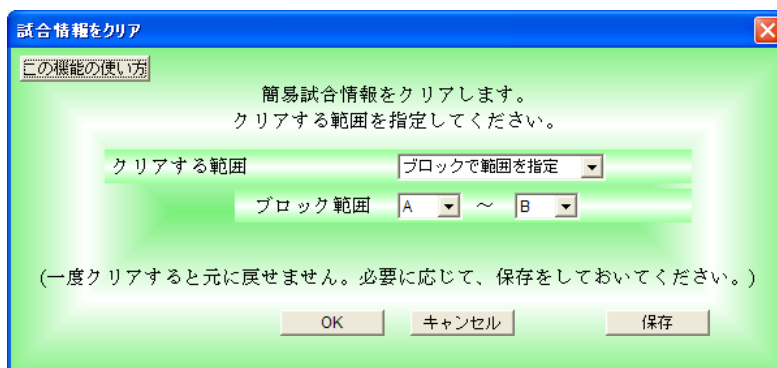 試合情報をクリア
この機能の使い方
簡易試合情報をクリアします。
クリアする範囲を指定してください。
クリアする範囲 ブロックで範囲を指定
ブロック範囲 A ～ B
(一度クリアすると元に戻せません。必要に応じて、保存をしておいてください。)
OK キャンセル 保存